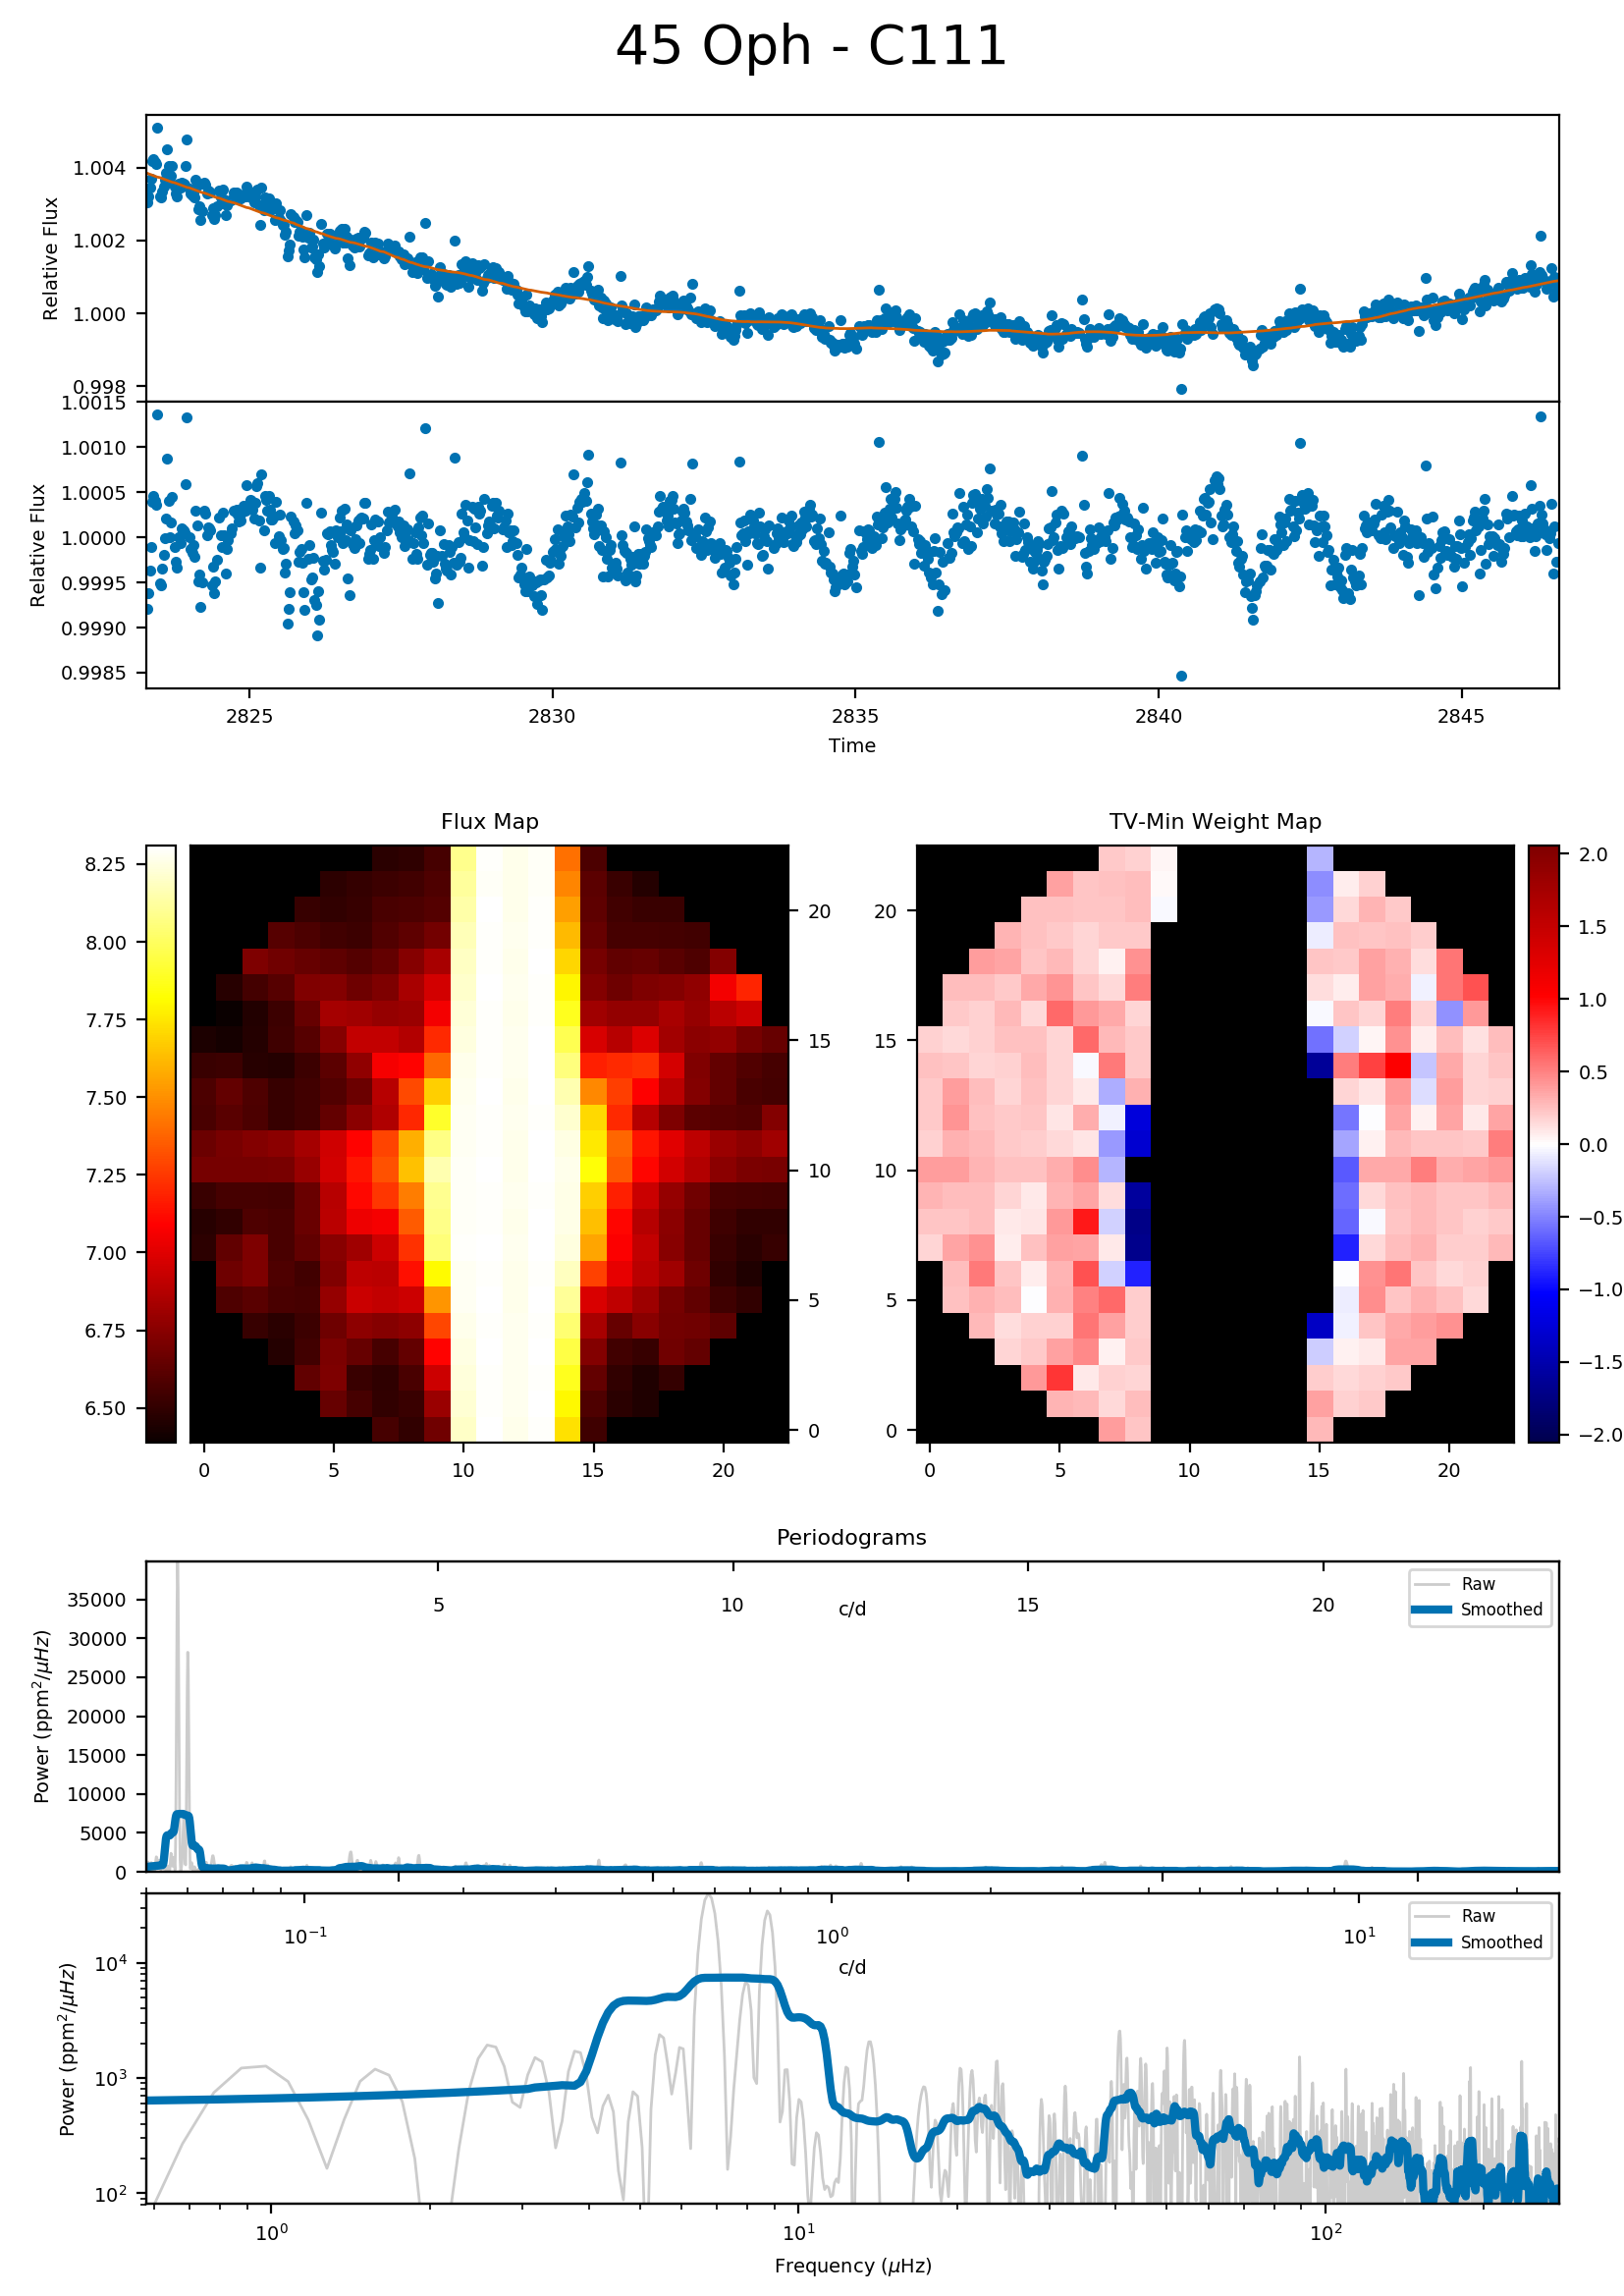 45 Oph - C111
1.004
1.002
1.000
0.998
Relative Flux
1.0015
1.0010
1.0005
1.0000
0.9995
0.9990
0.9985
Relative Flux
2825 2830 2835 2840 2845
Time
Flux Map
8.25
8.00
7.75
7.50
7.25
7.00
6.75
6.50
20
15
10
5
0
0 5 10 15 20
TV-Min Weight Map
20
15
10
5
0
0 5 10 15 20
2.0
1.5
1.0
0.5
0.0
−0.5
−1.0
−1.5
−2.0
Periodograms
35000
30000
25000
20000
15000
10000
5000
0
Power (ppm²/μHz)
5 10 15 20
c/d
Raw
Smoothed
10⁴
10³
10²
Power (ppm²/μHz)
10⁻¹ 10⁰ 10¹
c/d
Raw
Smoothed
10⁰ 10¹ 10²
Frequency (μHz)